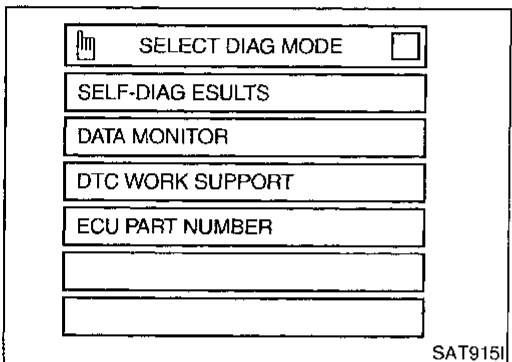 SELECT DIAG MODE
SELF-DIAG ESULTS
DATA MONITOR
DTC WORK SUPPORT
ECU PART NUMBER
SAT915I